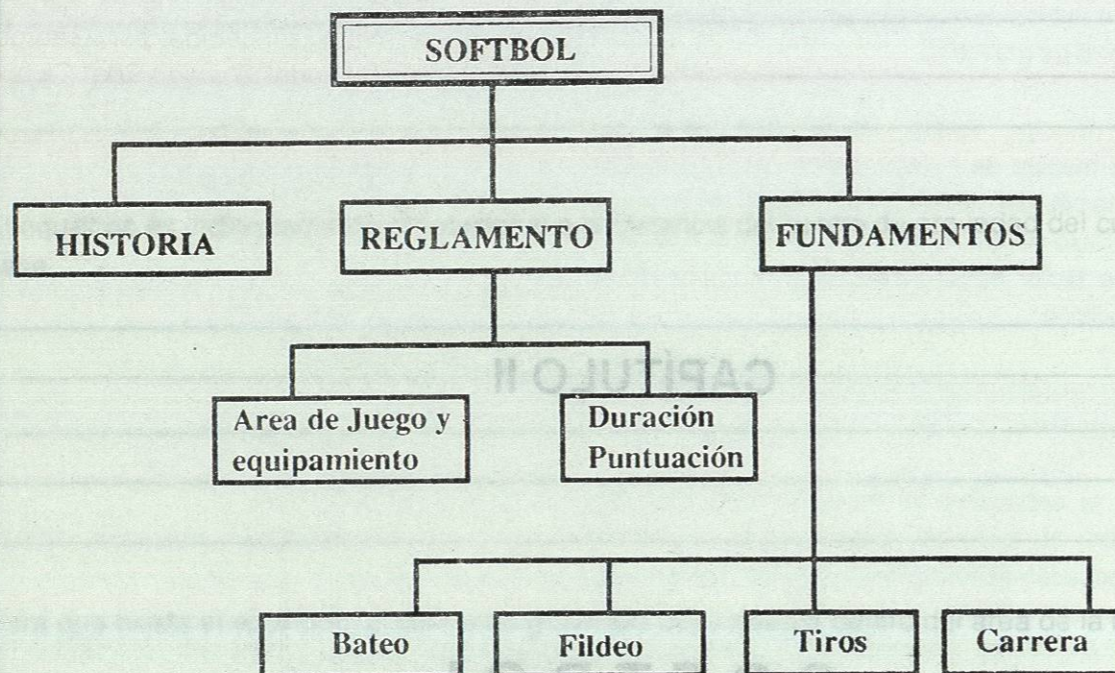 SOFTBOL
HISTORIA
REGLAMENTO
FUNDAMENTOS
Area de Juego y
equipamiento
Duración
Puntuación
CAPÍTULO II
Bateo
Fildeo
Tiros
Carrera